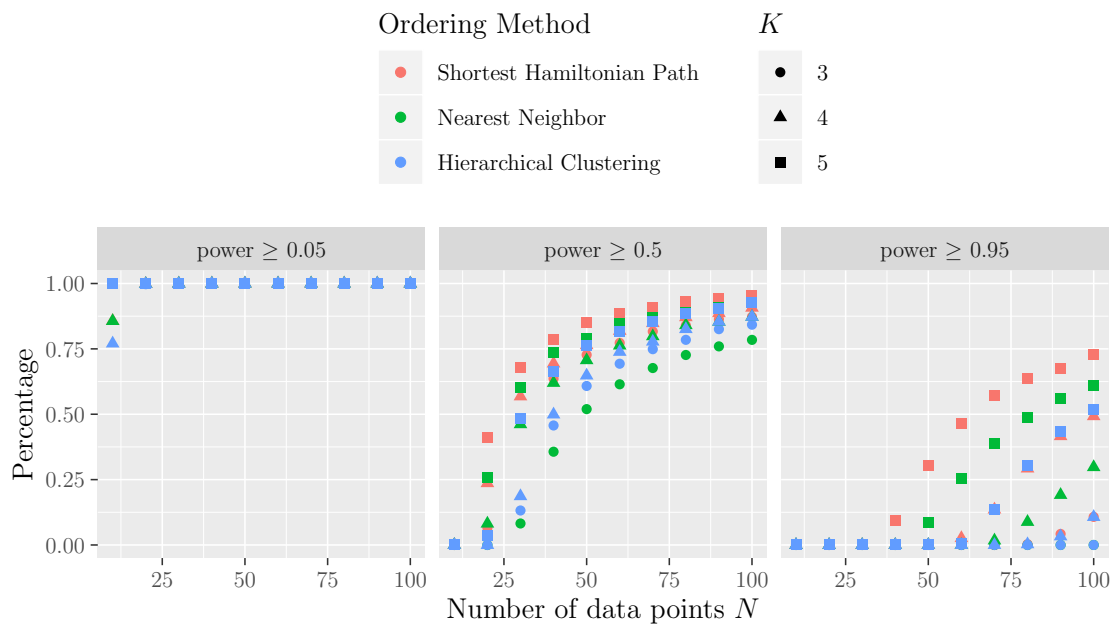 Ordering Method
Shortest Hamiltonian Path
Nearest Neighbor
Hierarchical Clustering
K
3
4
5
power ≥ 0.05
power ≥ 0.5
power ≥ 0.95
Percentage
1.00
0.75
0.50
0.25
0.00
25 50 75 100
25 50 75 100
25 50 75 100
Number of data points N